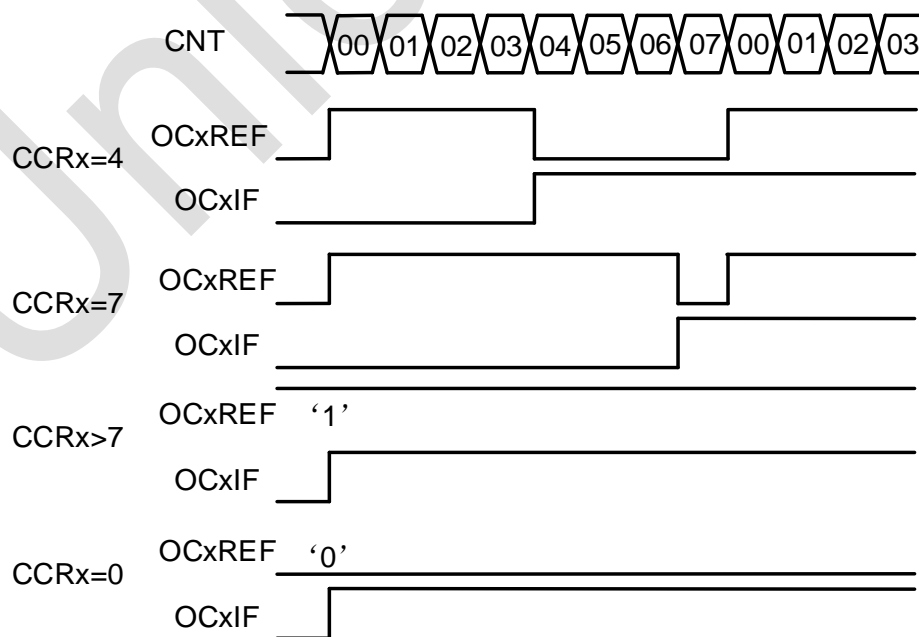 CNT 00 01 02 03 04 05 06 07 00 01 02 03
OCxREF
CCRx=4
OCxIF
OCxREF
CCRx=7
OCxIF
OCxREF ‘1’
CCRx>7
OCxIF
OCxREF ‘0’
CCRx=0
OCxIF